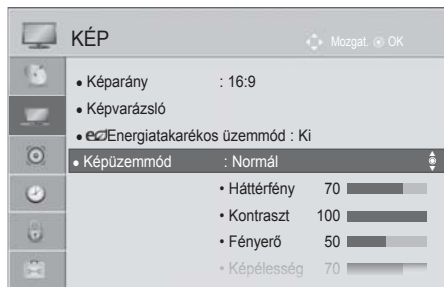 KÉP
Mozgat. OK
• Képarány : 16:9
• Képvarázsló
• eco Energiatakarékos üzemmód : Ki
• Képüzemmód : Normál
• Háttérfény 70
• Kontraszt 100
• Fényerő 50
• Képélesség 70